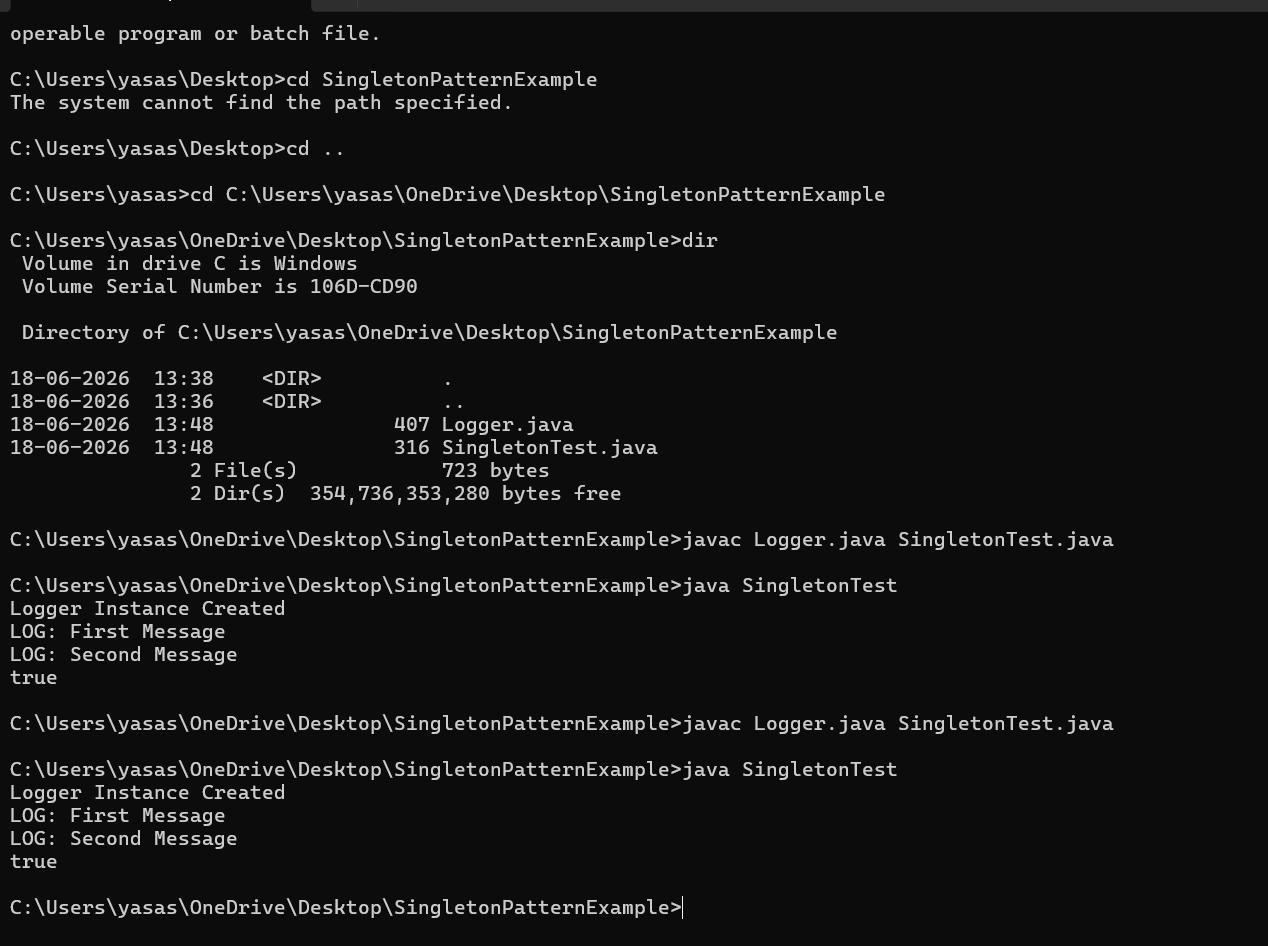 operable program or batch file.
C:\Users\yasas\Desktop>cd SingletonPatternExample
The system cannot find the path specified.
C:\Users\yasas\Desktop>cd ..
C:\Users\yasas>cd C:\Users\yasas\OneDrive\Desktop\SingletonPatternExample
C:\Users\yasas\OneDrive\Desktop\SingletonPatternExample>dir
 Volume in drive C is Windows
 Volume Serial Number is 106D-CD90
 Directory of C:\Users\yasas\OneDrive\Desktop\SingletonPatternExample
18-06-2026  13:38    <DIR>          .
18-06-2026  13:36    <DIR>          ..
18-06-2026  13:48               407 Logger.java
18-06-2026  13:48               316 SingletonTest.java
               2 File(s)            723 bytes
               2 Dir(s)  354,736,353,280 bytes free
C:\Users\yasas\OneDrive\Desktop\SingletonPatternExample>javac Logger.java SingletonTest.java
C:\Users\yasas\OneDrive\Desktop\SingletonPatternExample>java SingletonTest
Logger Instance Created
LOG: First Message
LOG: Second Message
true
C:\Users\yasas\OneDrive\Desktop\SingletonPatternExample>javac Logger.java SingletonTest.java
C:\Users\yasas\OneDrive\Desktop\SingletonPatternExample>java SingletonTest
Logger Instance Created
LOG: First Message
LOG: Second Message
true
C:\Users\yasas\OneDrive\Desktop\SingletonPatternExample>